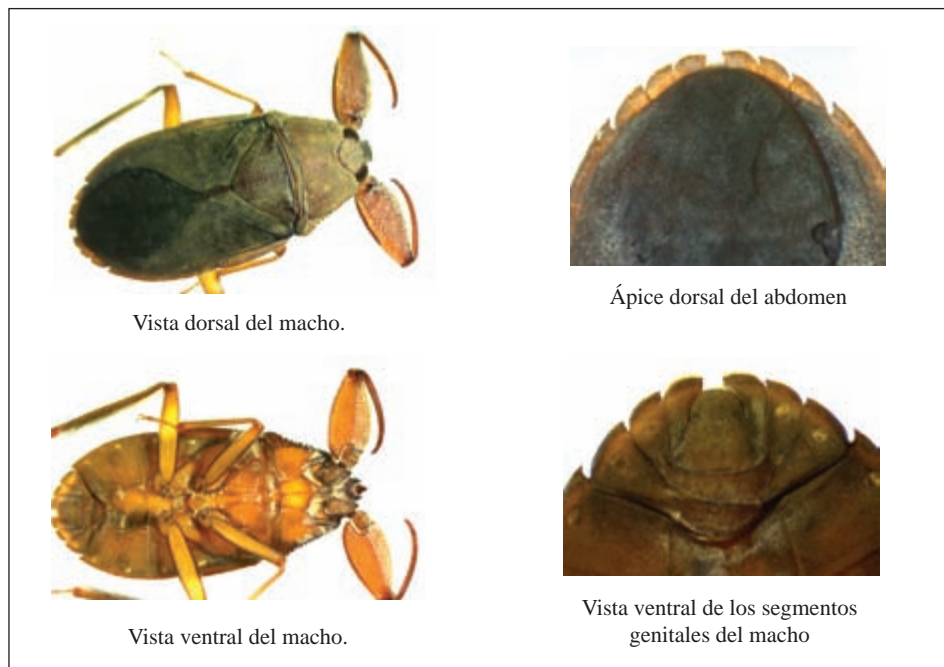 Vista dorsal del macho.
Ápice dorsal del abdomen
Vista ventral del macho.
Vista ventral de los segmentos
genitales del macho